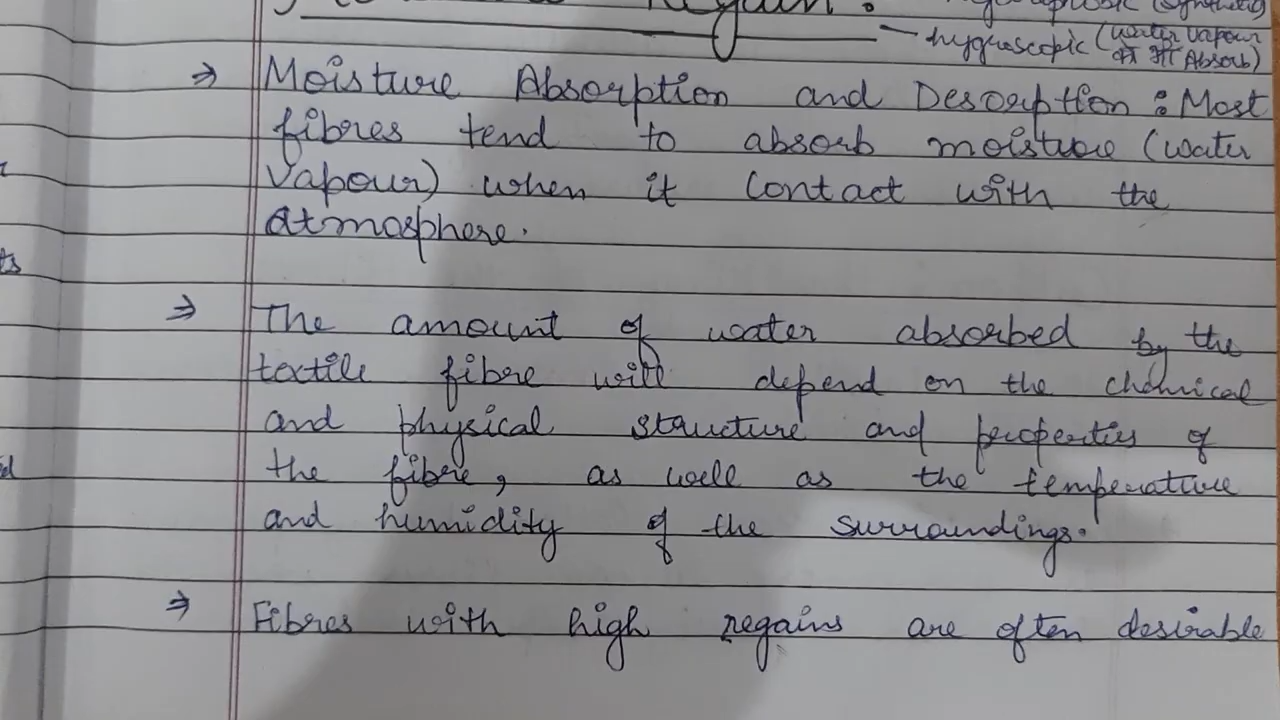 Regain :
(synthetic)
— hygroscopic (water vapour
को भी Absorb)
⇒ Moisture Absorption and Desorption : Most
fibres tend to absorb moisture (water
vapour) when it contact with the
atmosphere.
⇒ The amount of water absorbed by the
textile fibre will depend on the chemical
and physical structure and properties of
the fibre, as well as the temperature
and humidity of the surroundings.
⇒ Fibres with high regains are often desirable